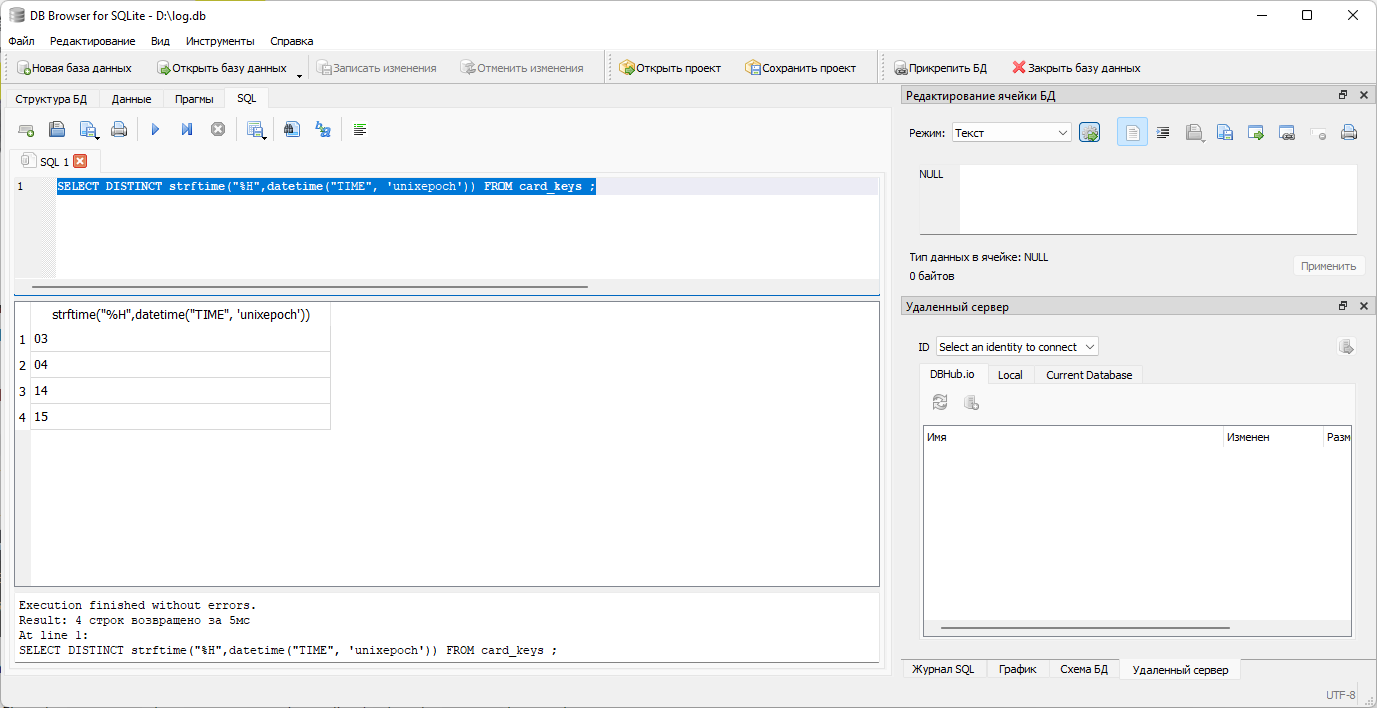 DB Browser for SQLite - D:\log.db
Файл Редактирование Вид Инструменты Справка
Новая база данных Открыть базу данных Записать изменения Отменить изменения Открыть проект Сохранить проект Прикрепить БД Закрыть базу данных
Структура БД Данные Прагмы SQL
SQL 1
1 SELECT DISTINCT strftime("%H",datetime("TIME", 'unixepoch')) FROM card_keys ;
strftime("%H",datetime("TIME", 'unixepoch'))
1 03
2 04
3 14
4 15
Execution finished without errors.
Result: 4 строк возвращено за 5мс
At line 1:
SELECT DISTINCT strftime("%H",datetime("TIME", 'unixepoch')) FROM card_keys ;
Редактирование ячейки БД
Режим: Текст
NULL
Тип данных в ячейке: NULL
0 байтов
Применить
Удаленный сервер
ID Select an identity to connect
DBHub.io Local Current Database
Имя Изменен Разм
Журнал SQL График Схема БД Удаленный сервер
UTF-8